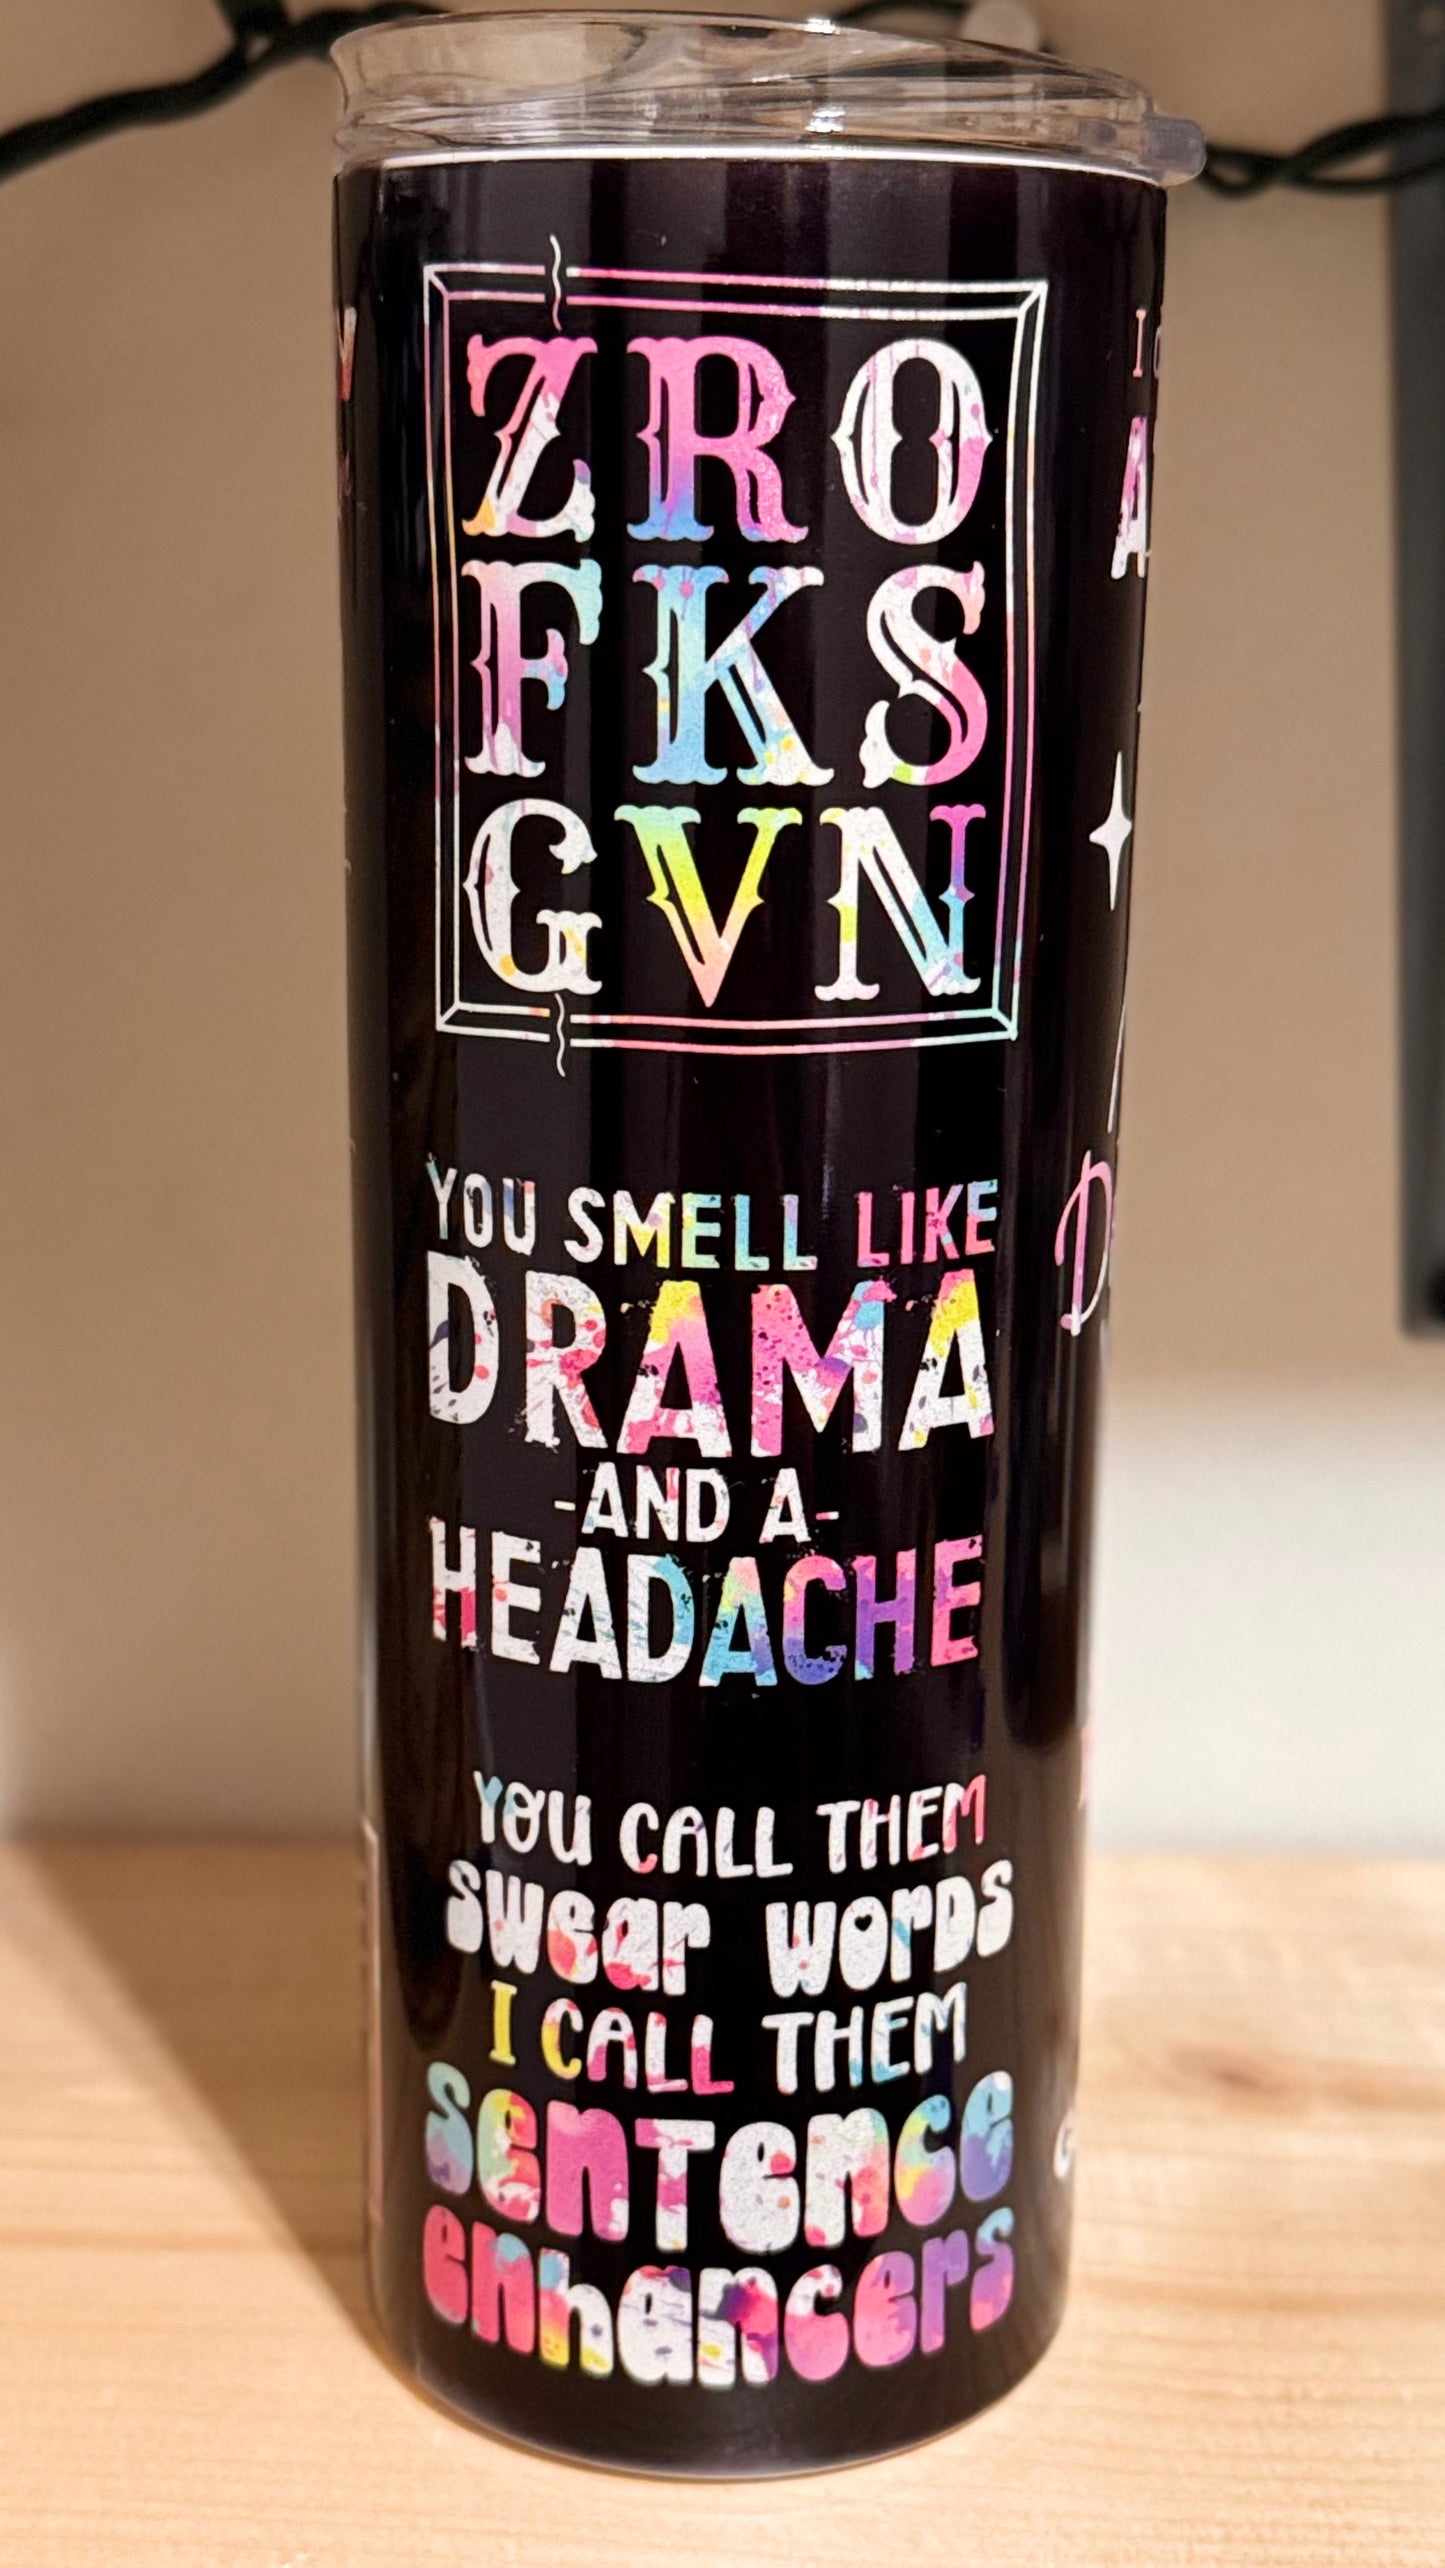 ZRO
FKS
GVN
YOU SMELL LIKE
DRAMA
-AND A-
HEADACHE
YOU CALL THEM
SWEAR WORDS
I CALL THEM
SENTENCE
ENHANCERS